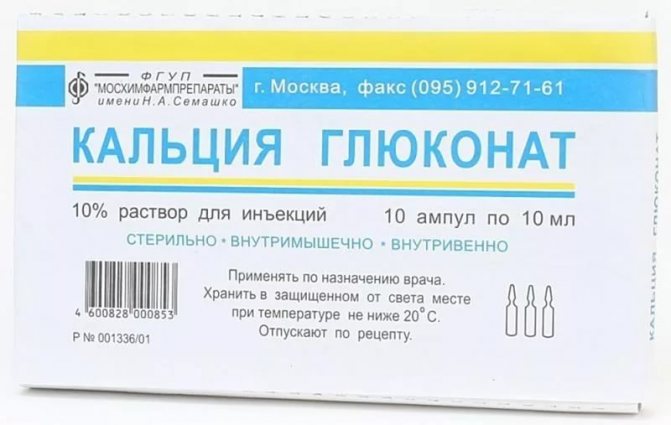 ФГУП
"МОСХИМФАРМПРЕПАРАТЫ"
имени Н.А.Семашко
г. Москва, факс (095) 912-71-61
КАЛЬЦИЯ ГЛЮКОНАТ
10% раствор для инъекций
10 ампул по 10 мл
СТЕРИЛЬНО • ВНУТРИМЫШЕЧНО • ВНУТРИВЕННО
Применять по назначению врача.
Хранить в защищенном от света месте
при температуре не ниже 20°С.
Отпускают по рецепту.
4 600828 000853
Р № 001336/01
КАЛЬЦИЯ ГЛЮКОНАТ